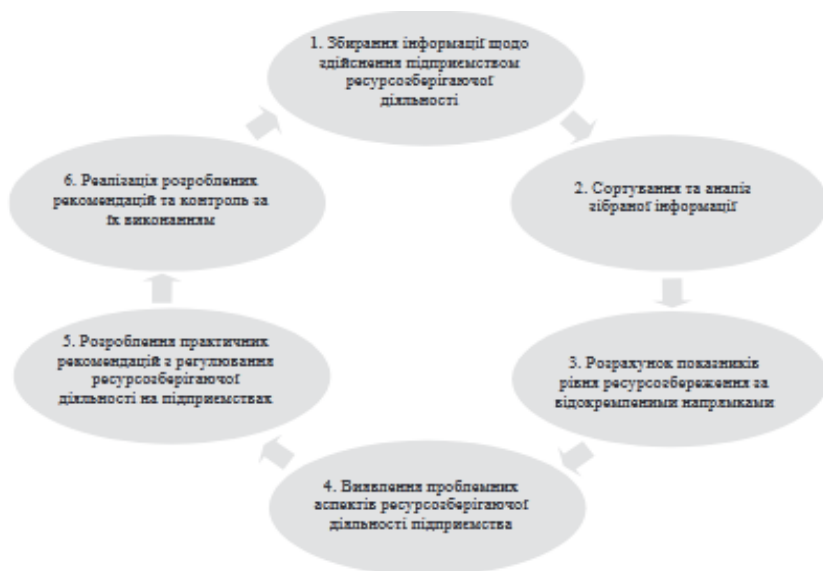 1. Збирання інформації щодо
здійснення підприємством
ресурсозберігаючої
діяльності
2. Сортування та аналіз
зібраної інформації
3. Розрахунок показників
рівня ресурсозбереження за
відокремленими напрямками
4. Виявлення проблемних
аспектів ресурсозберігаючої
діяльності підприємства
5. Розроблення практичних
рекомендацій з регулювання
ресурсозберігаючої
діяльності на підприємствах
6. Реалізація розроблених
рекомендацій та контроль за
їх виконанням